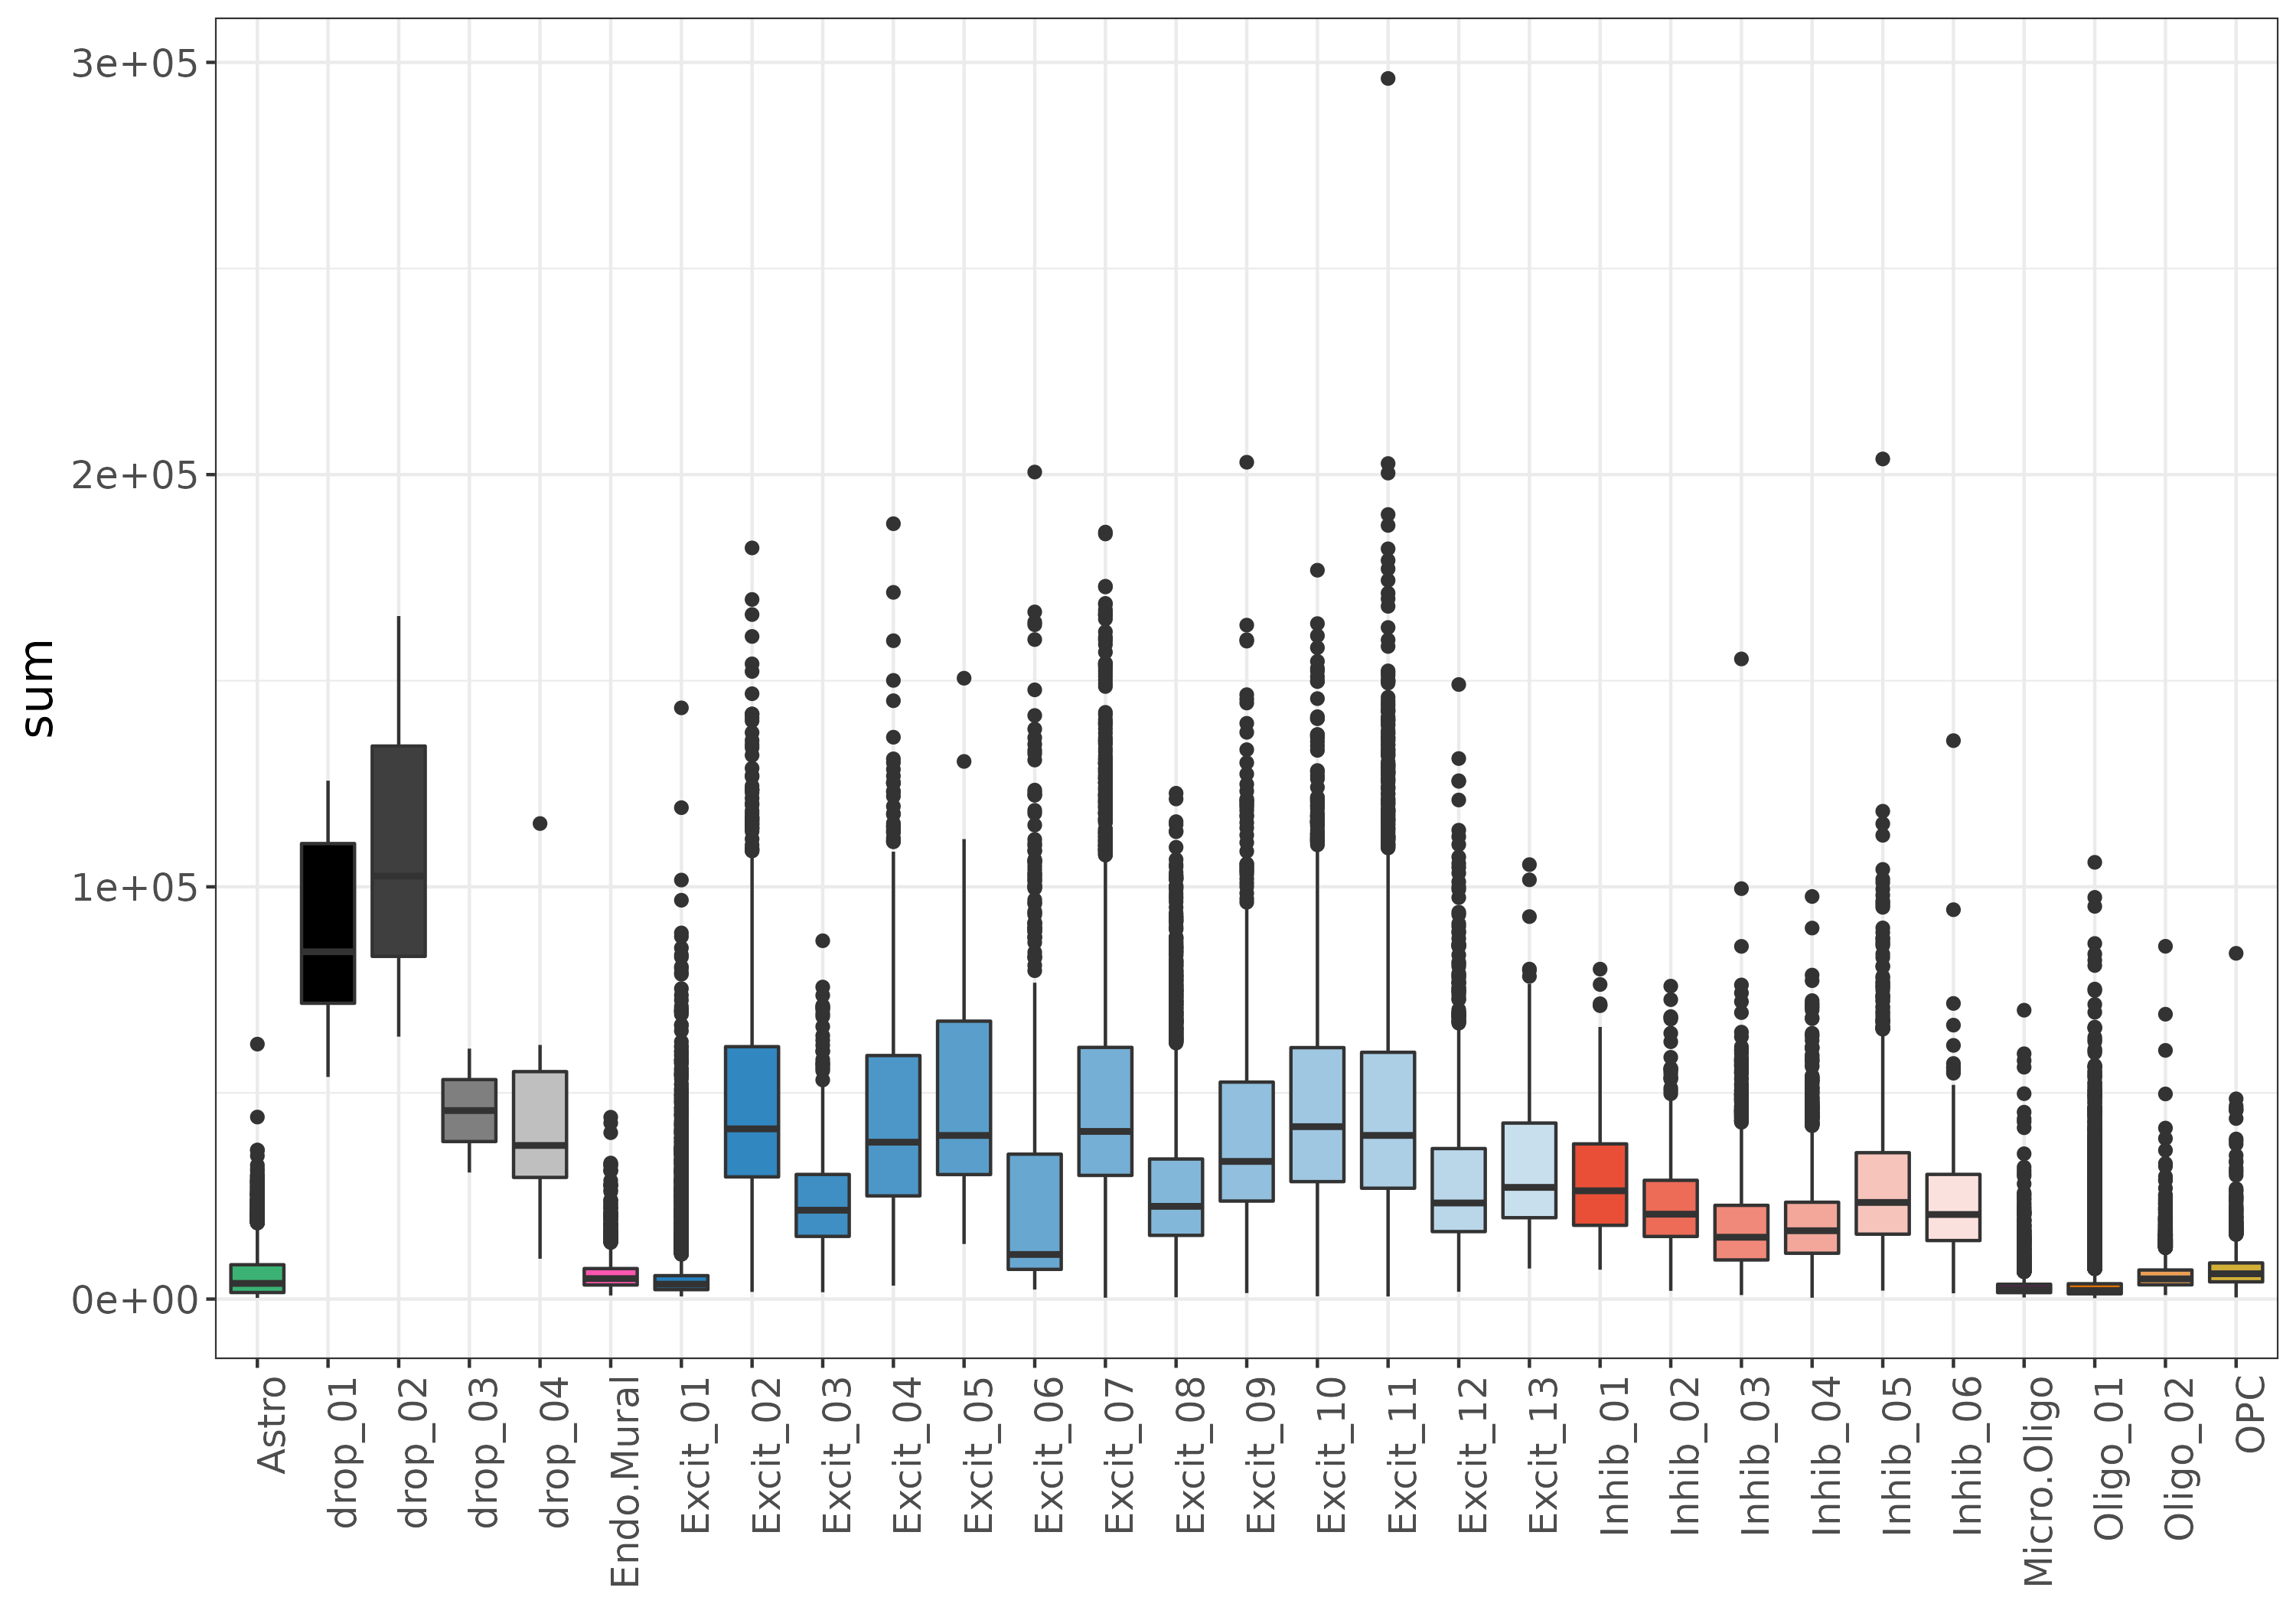 3e+05
2e+05
1e+05
0e+00
sum
Astro
drop_01
drop_02
drop_03
drop_04
Endo.Mural
Excit_01
Excit_02
Excit_03
Excit_04
Excit_05
Excit_06
Excit_07
Excit_08
Excit_09
Excit_10
Excit_11
Excit_12
Excit_13
Inhib_01
Inhib_02
Inhib_03
Inhib_04
Inhib_05
Inhib_06
Micro.Oligo
Oligo_01
Oligo_02
OPC